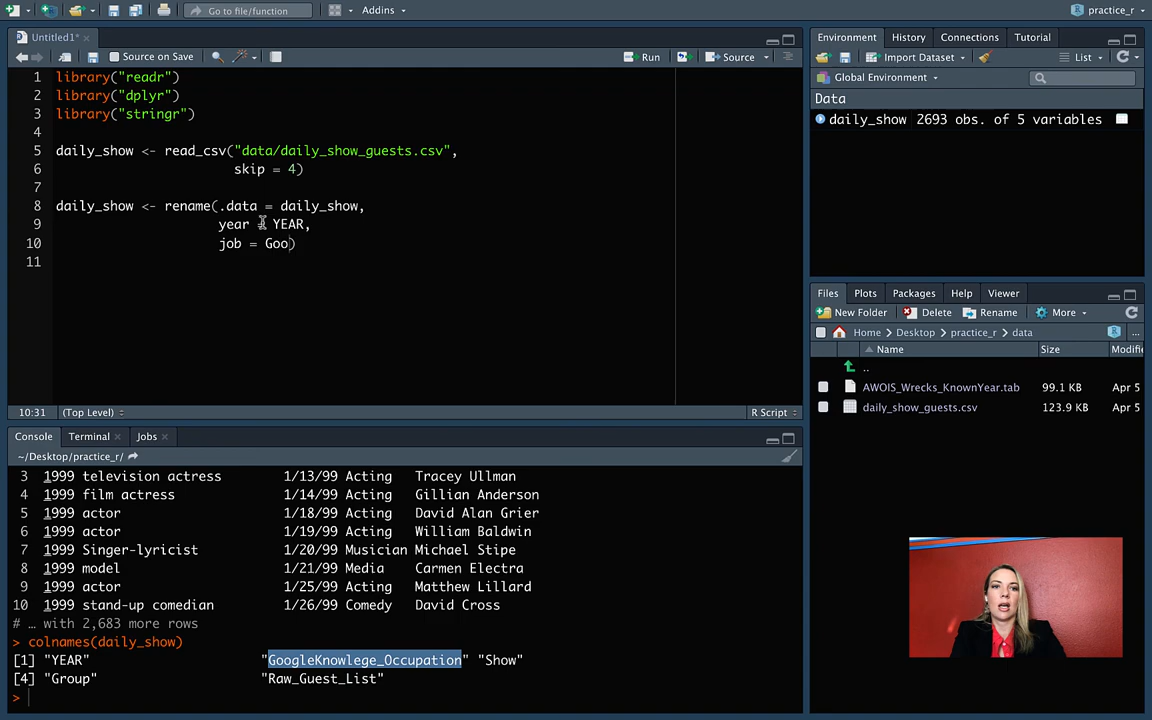 Go to file/function
Addins
practice_r
Untitled1*
Source on Save
Run
Source
1 library("readr")
2 library("dplyr")
3 library("stringr")
4
5 daily_show <- read_csv("data/daily_show_guests.csv",
6 skip = 4)
7
8 daily_show <- rename(.data = daily_show,
9 year = YEAR,
10 job = Goo)
11
10:31 (Top Level) R Script
Console Terminal Jobs
~/Desktop/practice_r/
3 1999 television actress 1/13/99 Acting Tracey Ullman
4 1999 film actress 1/14/99 Acting Gillian Anderson
5 1999 actor 1/18/99 Acting David Alan Grier
6 1999 actor 1/19/99 Acting William Baldwin
7 1999 Singer-lyricist 1/20/99 Musician Michael Stipe
8 1999 model 1/21/99 Media Carmen Electra
9 1999 actor 1/25/99 Acting Matthew Lillard
10 1999 stand-up comedian 1/26/99 Comedy David Cross
# … with 2,683 more rows
> colnames(daily_show)
[1] "YEAR" "GoogleKnowlege_Occupation" "Show"
[4] "Group" "Raw_Guest_List"
>
Environment History Connections Tutorial
Import Dataset List
Global Environment
Data
daily_show 2693 obs. of 5 variables
Files Plots Packages Help Viewer
New Folder Delete Rename More
Home Desktop practice_r data
Name Size Modifi
..
AWOIS_Wrecks_KnownYear.tab 99.1 KB Apr 5
daily_show_guests.csv 123.9 KB Apr 5